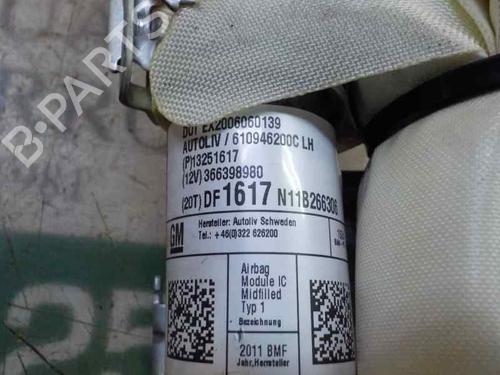 DOT EX2006060139
AUTOLIV / 610946200C LH
(P)13251617
(12V) 366398980
(20T) DF 1617 N11B266306
GM
Hersteller: Autoliv Schweden
Tel.: +46(0)322 626200
Airbag
Module IC
Midfilled
Typ 1
Bezeichnung
2011 BMF
Jahr, Hersteller
B-PARTS